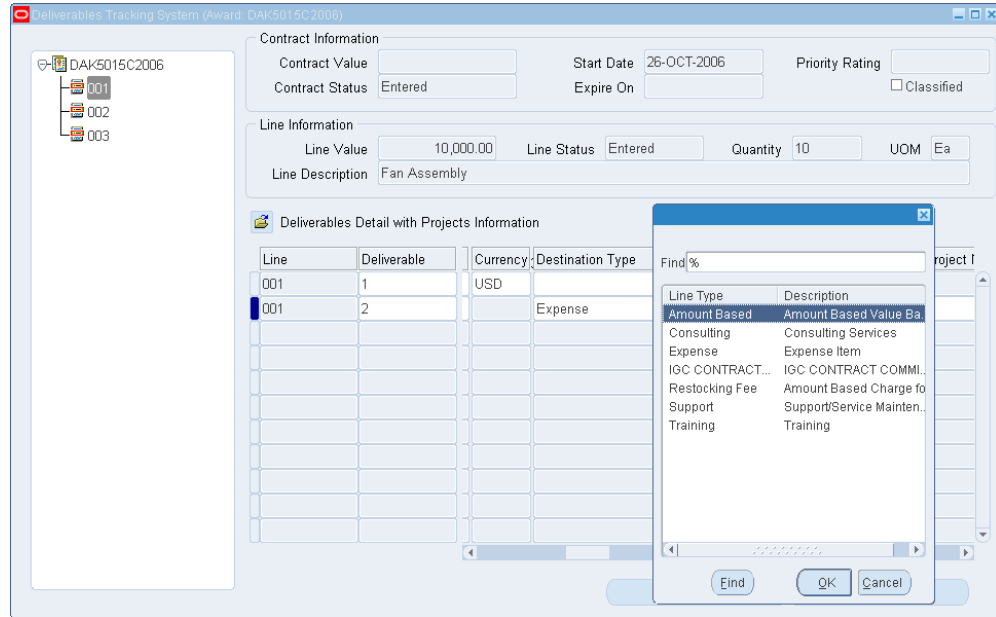 Deliverables Tracking System (Award: DAK5015C2006)
DAK5015C2006
001
002
003
Contract Information
Contract Value
Start Date 26-OCT-2006
Priority Rating
Contract Status Entered
Expire On
Classified
Line Information
Line Value 10,000.00 Line Status Entered Quantity 10 UOM Ea
Line Description Fan Assembly
Deliverables Detail with Projects Information
Line Deliverable Currency Destination Type roject
001 1 USD
001 2 Expense
Find %
Line Type Description
Amount Based Amount Based Value Ba..
Consulting Consulting Services
Expense Expense Item
IGC CONTRACT... IGC CONTRACT COMMI..
Restocking Fee Amount Based Charge fo
Support Support/Service Mainten..
Training Training
Find OK Cancel